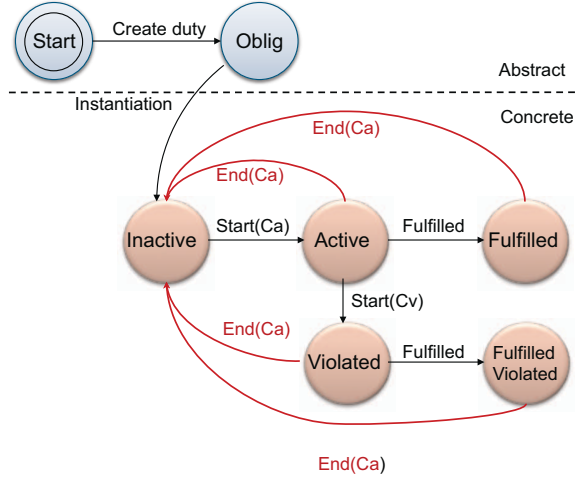 Start
Create duty
Oblig
Abstract
Instantiation
Concrete
End(Ca)
End(Ca)
Inactive
Start(Ca)
Active
Fulfilled
Fulfilled
Start(Cv)
End(Ca)
Violated
Fulfilled
Fulfilled
Violated
End(Ca)